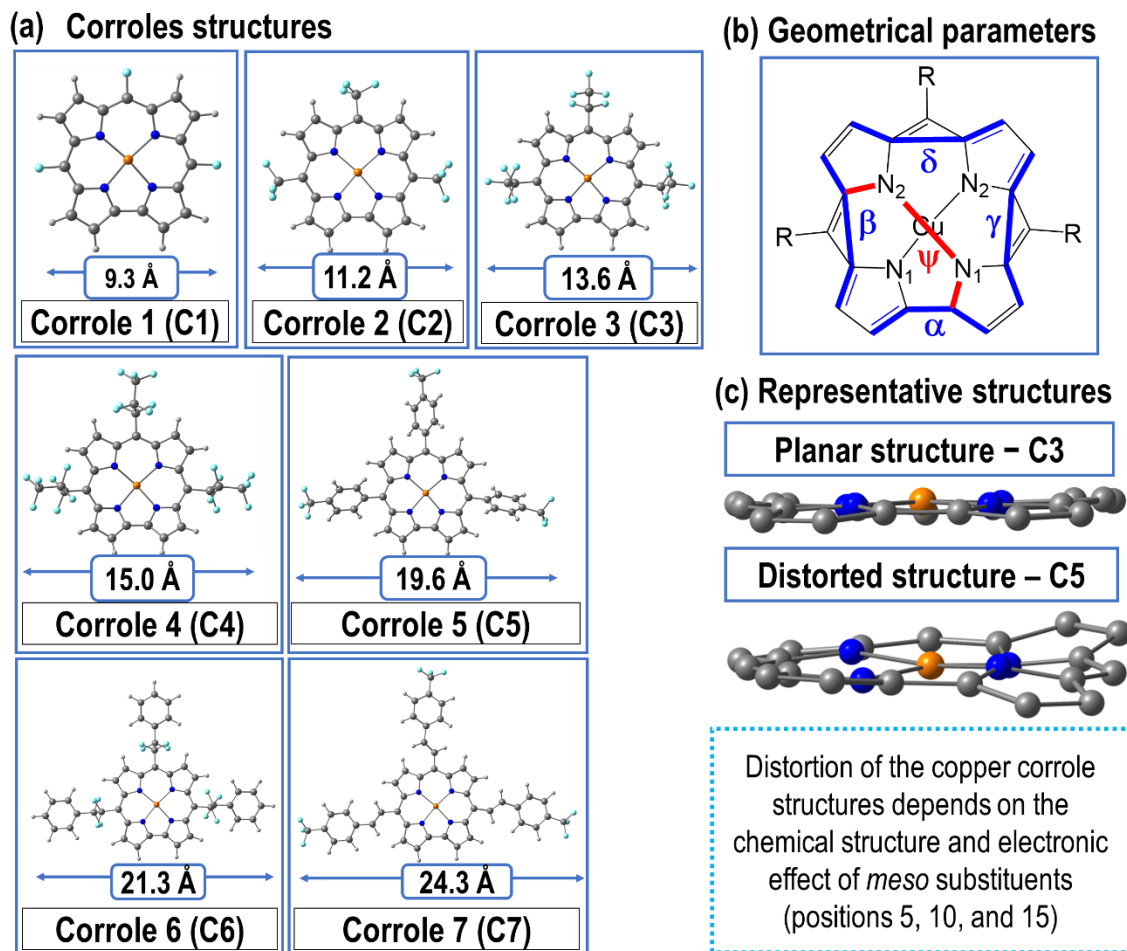 (a) Corroles structures
9.3 Å
Corrole 1 (C1)
11.2 Å
Corrole 2 (C2)
13.6 Å
Corrole 3 (C3)
15.0 Å
Corrole 4 (C4)
19.6 Å
Corrole 5 (C5)
21.3 Å
Corrole 6 (C6)
24.3 Å
Corrole 7 (C7)
(b) Geometrical parameters
R
δ
N2 N2
R β Cu γ R
ψ
N1 N1
α
(c) Representative structures
Planar structure – C3
Distorted structure – C5
Distortion of the copper corrole
structures depends on the
chemical structure and electronic
effect of meso substituents
(positions 5, 10, and 15)